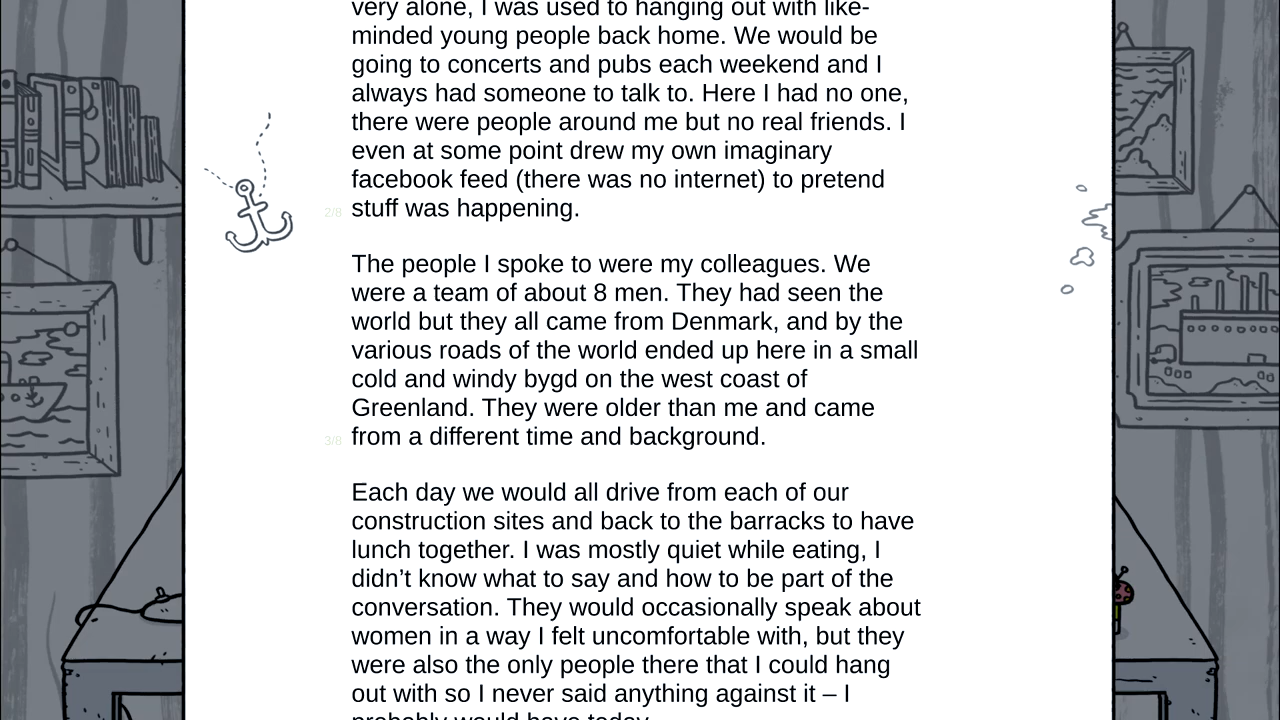 very alone, I was used to hanging out with like-
minded young people back home. We would be
going to concerts and pubs each weekend and I
always had someone to talk to. Here I had no one,
there were people around me but no real friends. I
even at some point drew my own imaginary
facebook feed (there was no internet) to pretend
2/8 stuff was happening.
The people I spoke to were my colleagues. We
were a team of about 8 men. They had seen the
world but they all came from Denmark, and by the
various roads of the world ended up here in a small
cold and windy bygd on the west coast of
Greenland. They were older than me and came
3/8 from a different time and background.
Each day we would all drive from each of our
construction sites and back to the barracks to have
lunch together. I was mostly quiet while eating, I
didn’t know what to say and how to be part of the
conversation. They would occasionally speak about
women in a way I felt uncomfortable with, but they
were also the only people there that I could hang
out with so I never said anything against it – I
probably would have today.